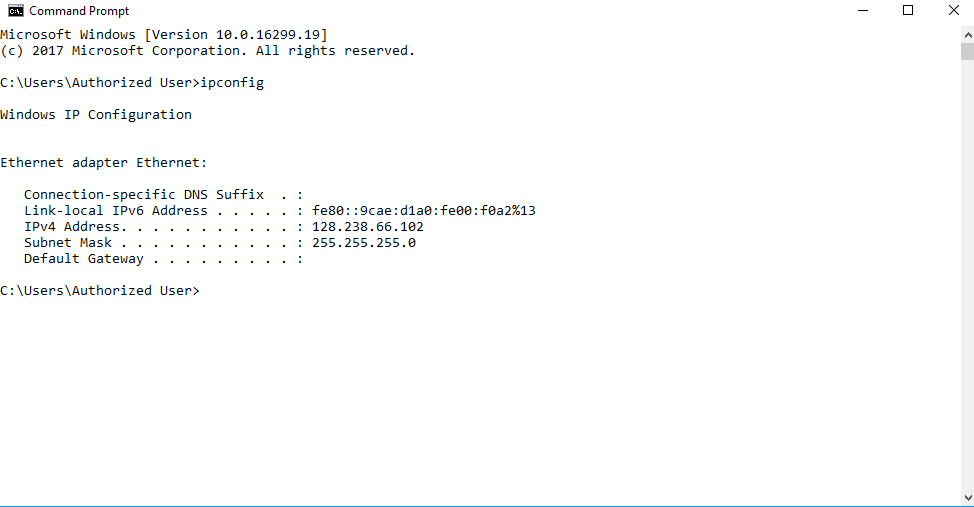 Command Prompt
Microsoft Windows [Version 10.0.16299.19]
(c) 2017 Microsoft Corporation. All rights reserved.
C:\Users\Authorized User>ipconfig
Windows IP Configuration
Ethernet adapter Ethernet:
Connection-specific DNS Suffix  . :
Link-local IPv6 Address . . . . . : fe80::9cae:d1a0:fe00:f0a2%13
IPv4 Address. . . . . . . . . . . : 128.238.66.102
Subnet Mask . . . . . . . . . . . : 255.255.255.0
Default Gateway . . . . . . . . . :
C:\Users\Authorized User>